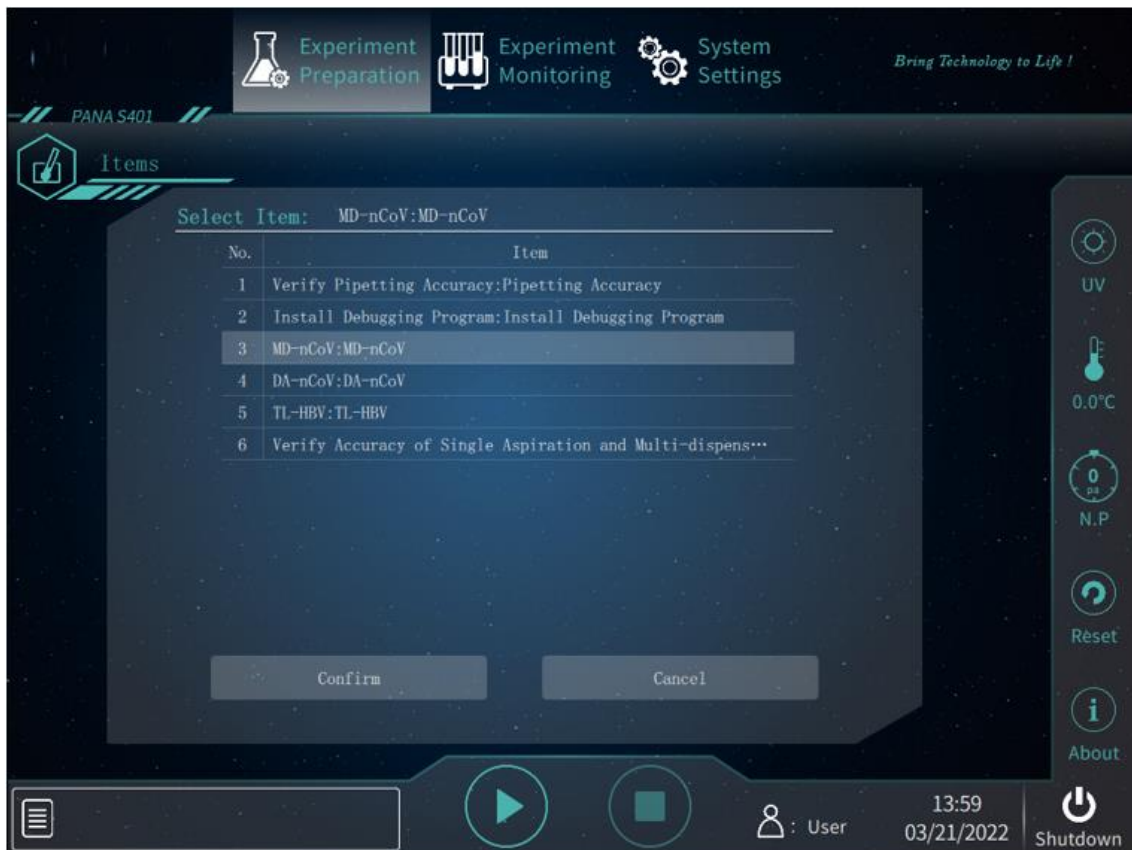 Experiment
Preparation
Experiment
Monitoring
System
Settings
Bring Technology to Life !
PANA S401
Items
Select Item: MD-nCoV:MD-nCoV
No. Item
1 Verify Pipetting Accuracy:Pipetting Accuracy
2 Install Debugging Program:Install Debugging Program
3 MD-nCoV:MD-nCoV
4 DA-nCoV:DA-nCoV
5 TL-HBV:TL-HBV
6 Verify Accuracy of Single Aspiration and Multi-dispens···
Confirm Cancel
UV
0.0°C
0
pa
N.P
Reset
i
About
: User
13:59
03/21/2022
Shutdown